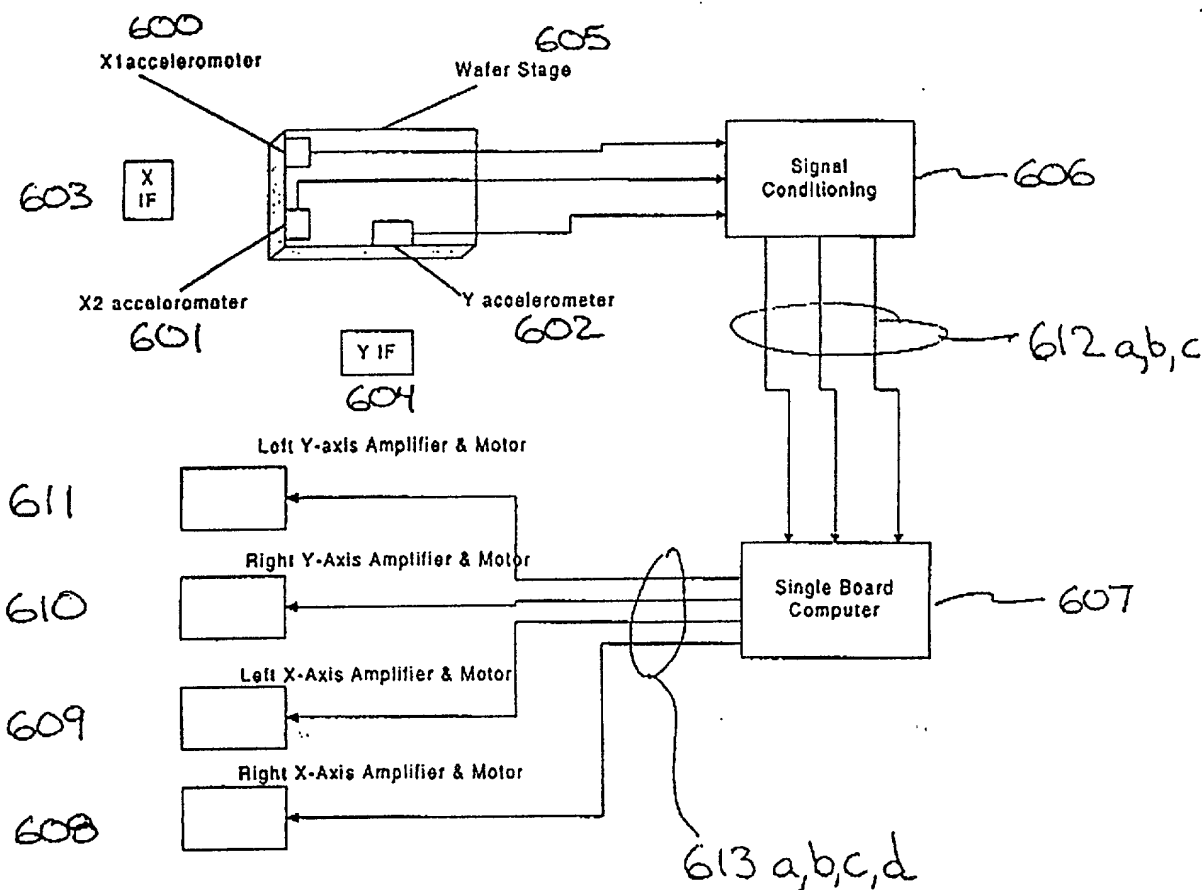 600
X1accelerometer
605
Wafer Stage
603
X
IF
Signal
Conditioning
606
X2 accelerometer
601
Y accelerometer
602
Y IF
604
612 a,b,c
Left Y-axis Amplifier & Motor
611
Right Y-Axis Amplifier & Motor
610
Single Board
Computer
607
Left X-Axis Amplifier & Motor
609
Right X-Axis Amplifier & Motor
608
613 a,b,c,d